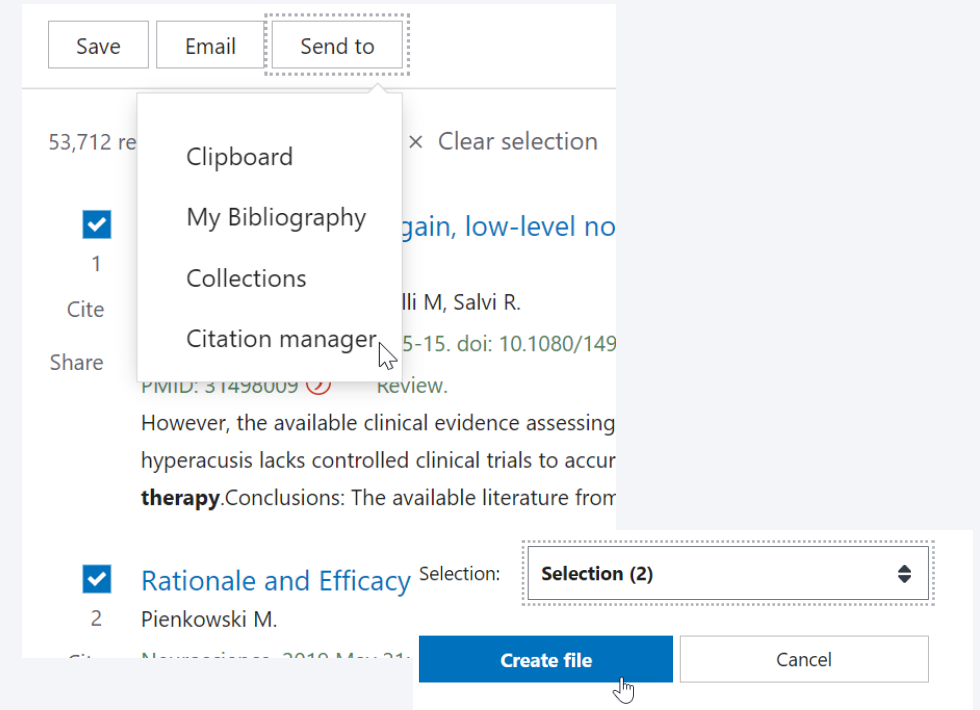 Save Email Send to
53,712 re
× Clear selection
Clipboard
My Bibliography
Collections
Citation manager
gain, low-level no
1
Cite
Share
lli M, Salvi R.
5-15. doi: 10.1080/149
PMID: 31498009 Review.
However, the available clinical evidence assessing
hyperacusis lacks controlled clinical trials to accur
therapy.Conclusions: The available literature from
Rationale and Efficacy
2
Pienkowski M.
Selection: Selection (2)
Create file Cancel